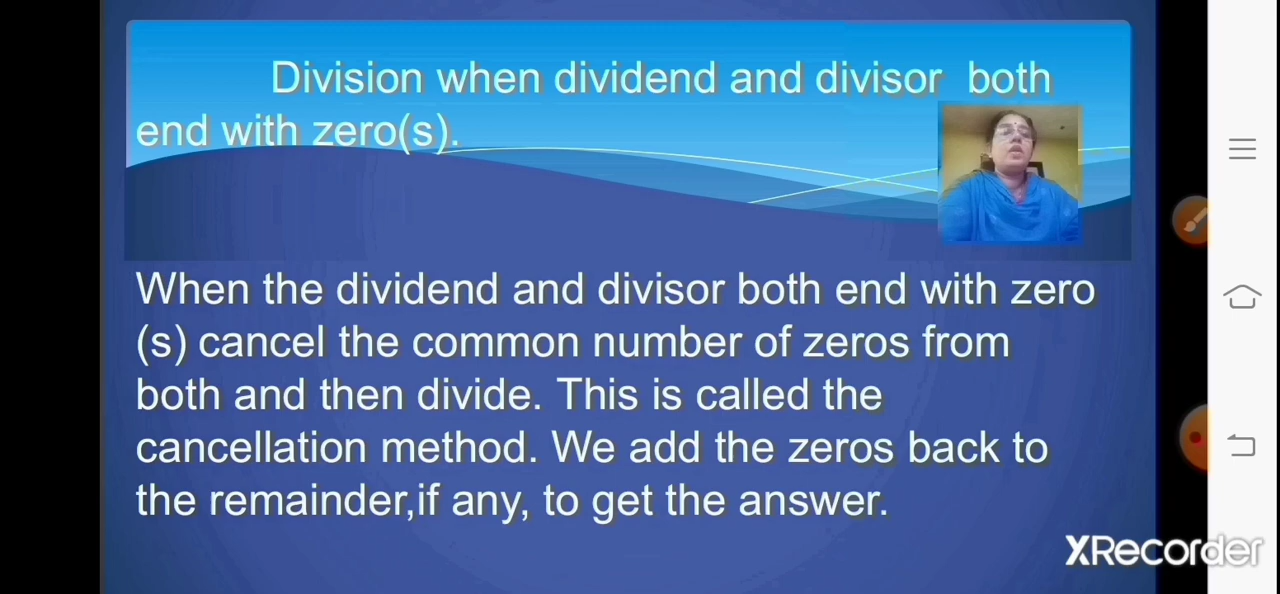 Division when dividend and divisor both
end with zero(s).
When the dividend and divisor both end with zero
(s) cancel the common number of zeros from
both and then divide. This is called the
cancellation method. We add the zeros back to
the remainder,if any, to get the answer.
XRecorder